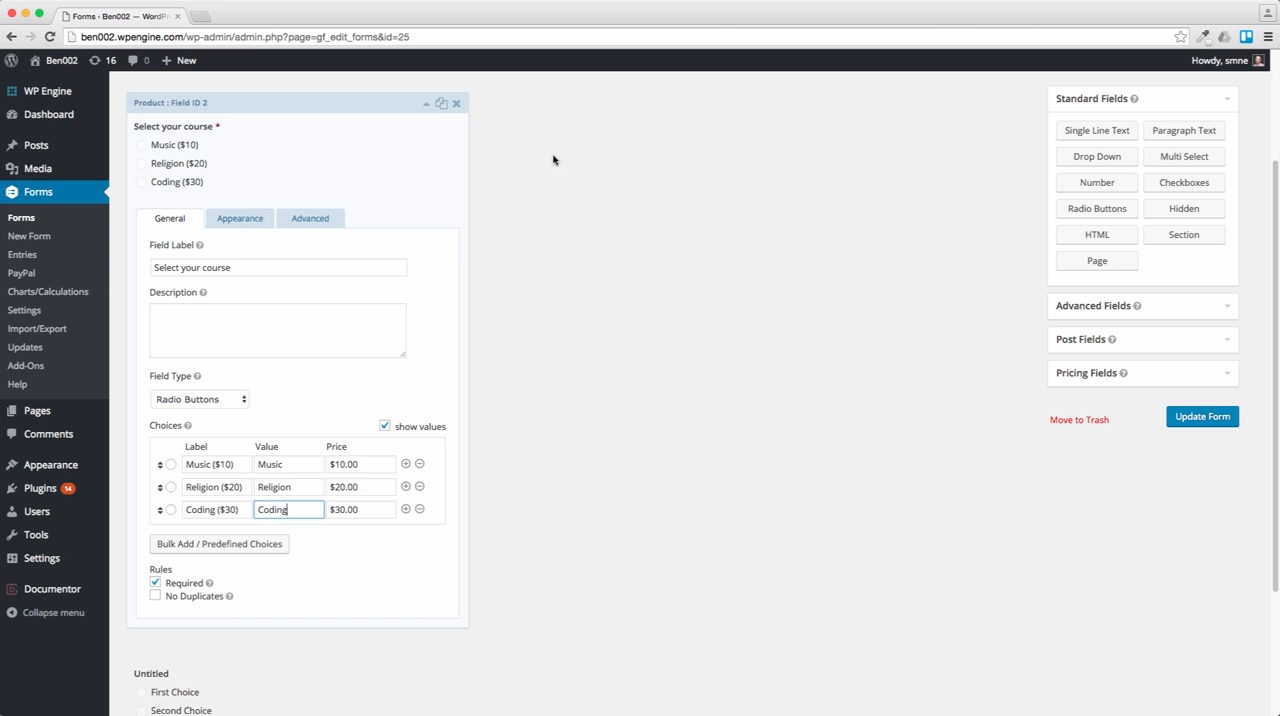 Forms ‹ Ben002 — WordPr
ben002.wpengine.com/wp-admin/admin.php?page=gf_edit_forms&id=25
Ben002 16 0 New Howdy, smne
WP Engine
Dashboard
Posts
Media
Forms
Forms
New Form
Entries
PayPal
Charts/Calculations
Settings
Import/Export
Updates
Add-Ons
Help
Pages
Comments
Appearance
Plugins 14
Users
Tools
Settings
Documentor
Collapse menu
Product : Field ID 2
Select your course *
Music ($10)
Religion ($20)
Coding ($30)
General Appearance Advanced
Field Label
Select your course
Description
Field Type
Radio Buttons
Choices show values
Label Value Price
Music ($10) Music $10.00
Religion ($20) Religion $20.00
Coding ($30) Coding $30.00
Bulk Add / Predefined Choices
Rules
Required
No Duplicates
Untitled
First Choice
Second Choice
Standard Fields
Single Line Text Paragraph Text
Drop Down Multi Select
Number Checkboxes
Radio Buttons Hidden
HTML Section
Page
Advanced Fields
Post Fields
Pricing Fields
Move to Trash Update Form